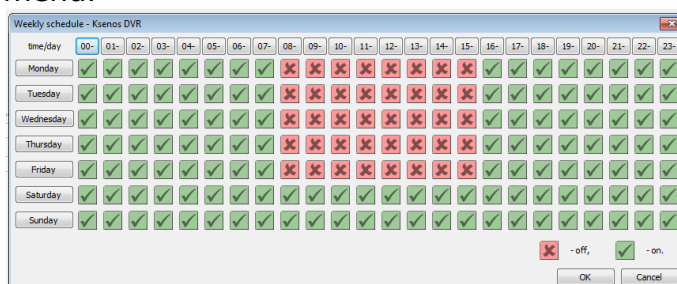 menu.
Weekly schedule - Ksenos DVR
time/day 00- 01- 02- 03- 04- 05- 06- 07- 08- 09- 10- 11- 12- 13- 14- 15- 16- 17- 18- 19- 20- 21- 22- 23-
Monday
Tuesday
Wednesday
Thursday
Friday
Saturday
Sunday
- off, - on.
OK Cancel